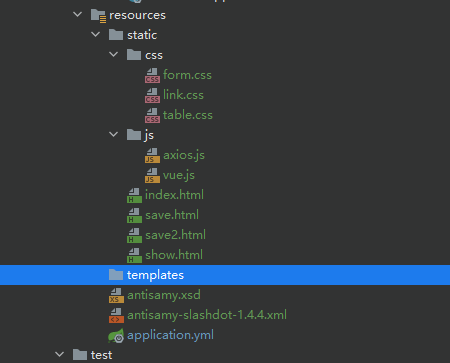 resources
static
css
form.css
link.css
table.css
js
axios.js
vue.js
index.html
save.html
save2.html
show.html
templates
antisamy.xsd
antisamy-slashdot-1.4.4.xml
application.yml
test